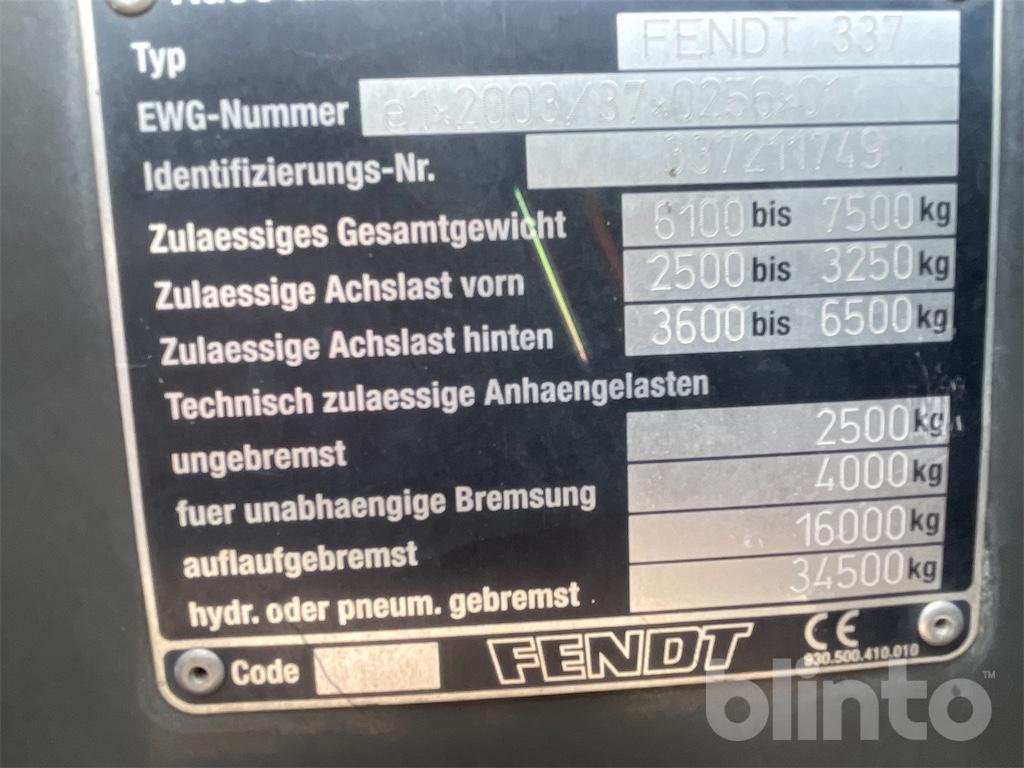 Typ FENDT 337
EWG-Nummer e1*2003/37*0256*01
Identifizierungs-Nr. 337211749
Zulaessiges Gesamtgewicht 6100 bis 7500 kg
Zulaessige Achslast vorn 2500 bis 3250 kg
Zulaessige Achslast hinten 3600 bis 6500 kg
Technisch zulaessige Anhaengelasten
ungebremst 2500 kg
fuer unabhaengige Bremsung 4000 kg
auflaufgebremst 16000 kg
hydr. oder pneum. gebremst 34500 kg
Code FENDT CE
930.500.410.010
blinto™